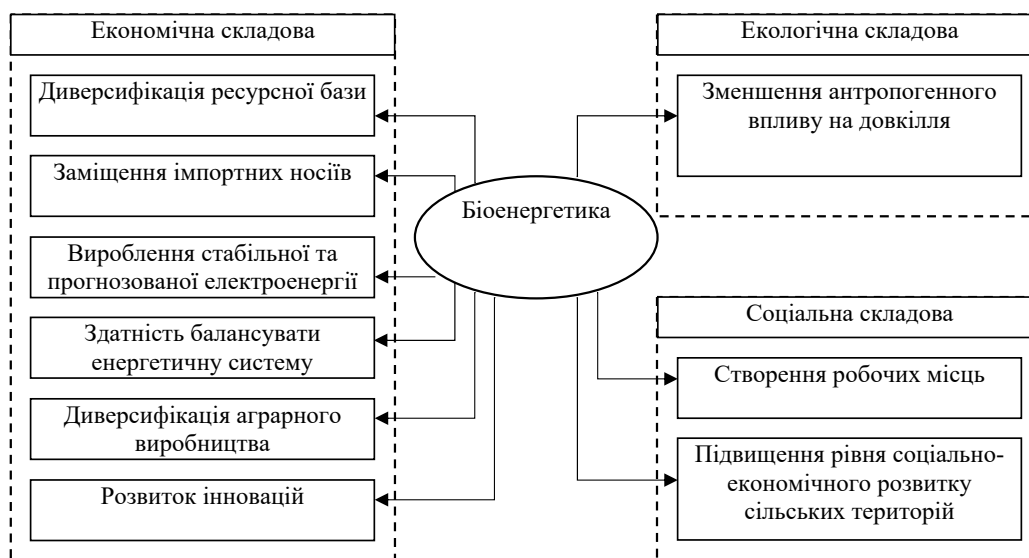 Економічна складова
Диверсифікація ресурсної бази
Заміщення імпортних носіїв
Вироблення стабільної та
прогнозованої електроенергії
Здатність балансувати
енергетичну систему
Диверсифікація аграрного
виробництва
Розвиток інновацій
Біоенергетика
Екологічна складова
Зменшення антропогенного
впливу на довкілля
Соціальна складова
Створення робочих місць
Підвищення рівня соціально-
економічного розвитку
сільських територій